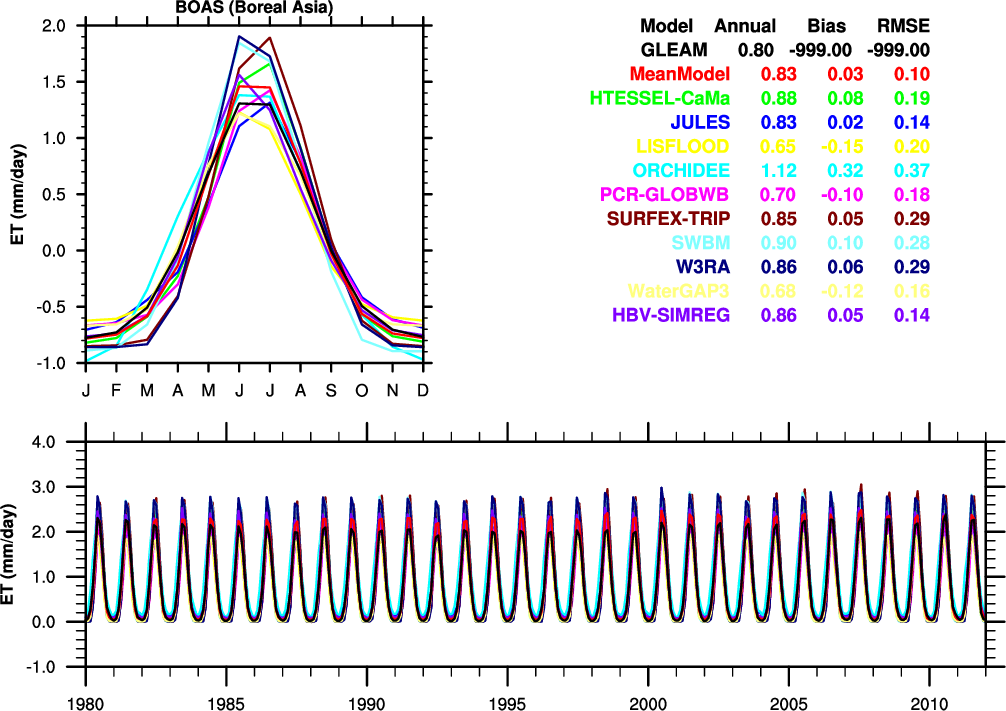 BOAS (Boreal Asia)
2.0
1.5
1.0
0.5
0.0
-0.5
-1.0
ET (mm/day)
J F M A M J J A S O N D
Model Annual Bias RMSE
GLEAM 0.80 -999.00 -999.00
MeanModel 0.83 0.03 0.10
HTESSEL-CaMa 0.88 0.08 0.19
JULES 0.83 0.02 0.14
LISFLOOD 0.65 -0.15 0.20
ORCHIDEE 1.12 0.32 0.37
PCR-GLOBWB 0.70 -0.10 0.18
SURFEX-TRIP 0.85 0.05 0.29
SWBM 0.90 0.10 0.28
W3RA 0.86 0.06 0.29
WaterGAP3 0.68 -0.12 0.16
HBV-SIMREG 0.86 0.05 0.14
4.0
3.0
2.0
1.0
0.0
-1.0
ET (mm/day)
1980 1985 1990 1995 2000 2005 2010